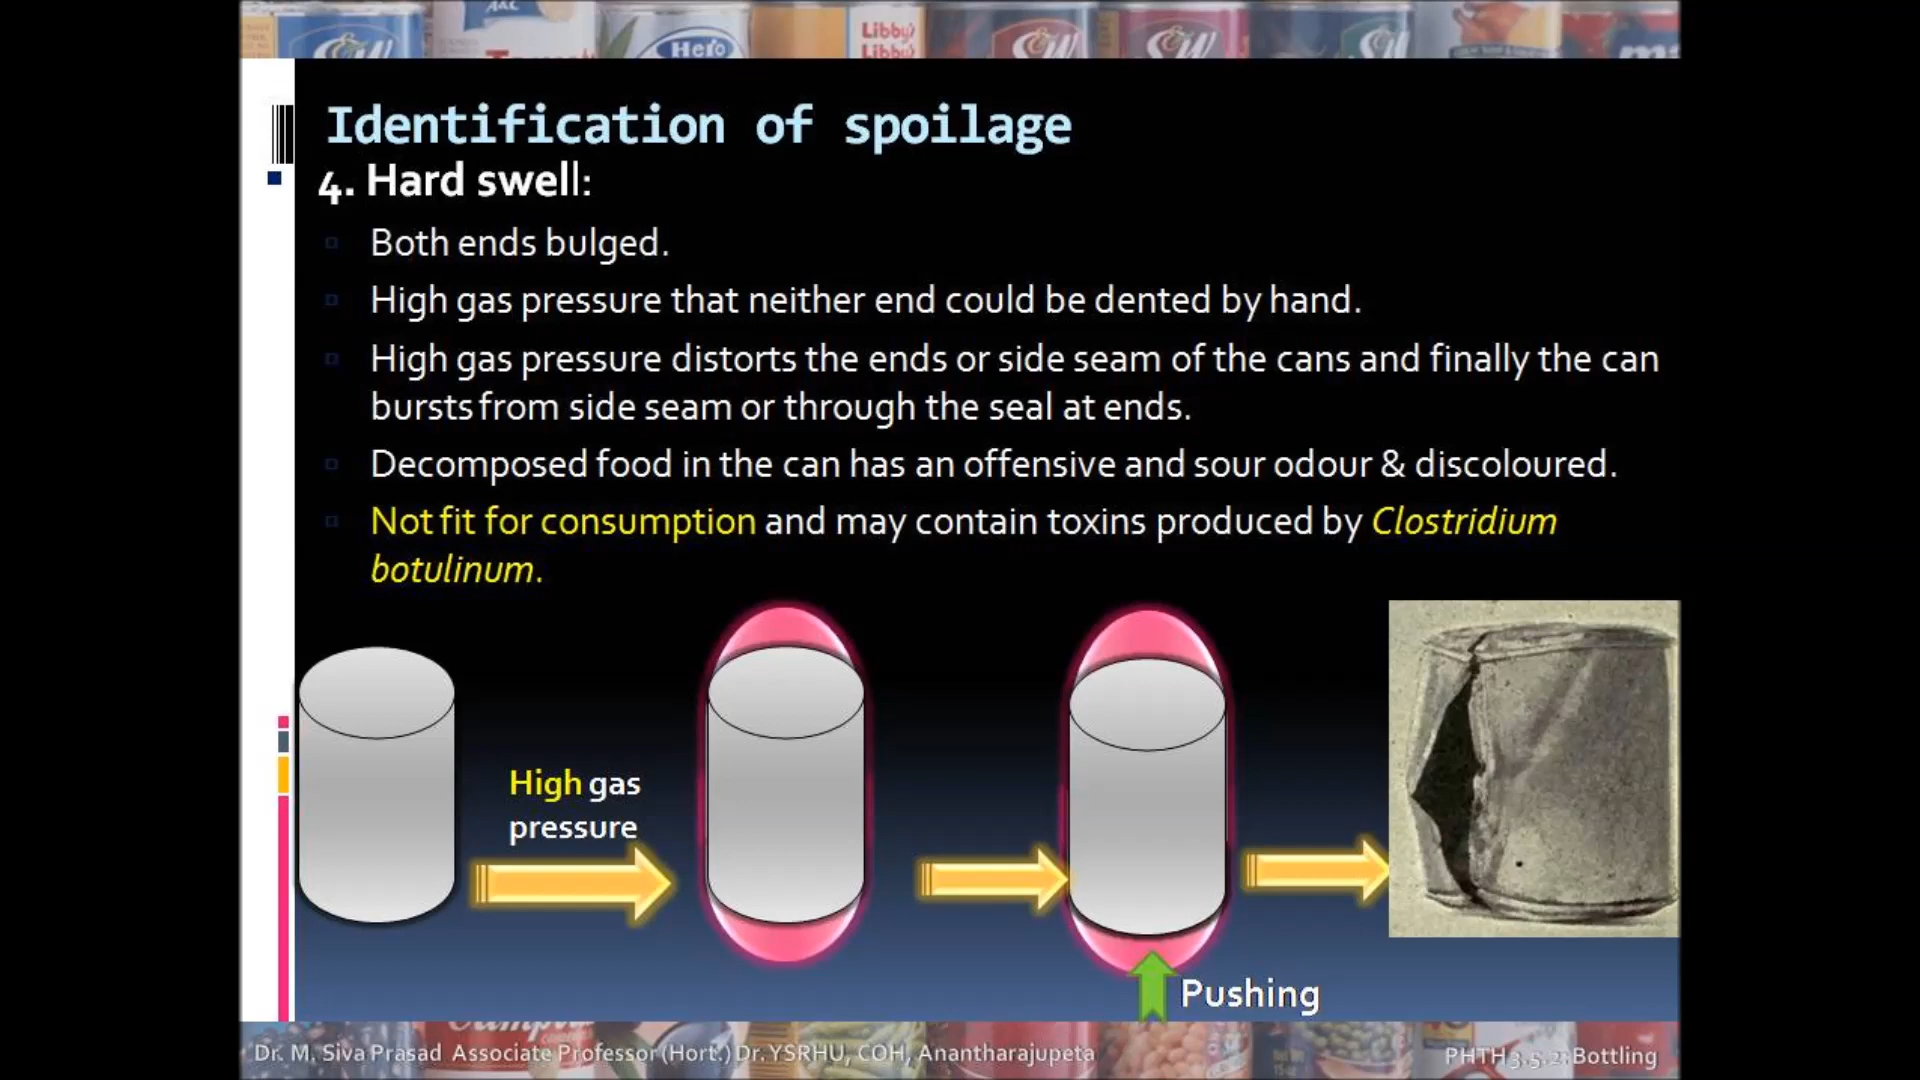 A&C
S&W
Hero
Libby's
Libby's
S&W
S&W
S&W
Identification of spoilage
4. Hard swell:
Both ends bulged.
High gas pressure that neither end could be dented by hand.
High gas pressure distorts the ends or side seam of the cans and finally the can
bursts from side seam or through the seal at ends.
Decomposed food in the can has an offensive and sour odour & discoloured.
Not fit for consumption and may contain toxins produced by Clostridium
botulinum.
High gas
pressure
Pushing
Dr. M. Siva Prasad Associate Professor (Hort.) Dr. YSRHU, COH, Anantharajupeta
PHTH 3.5.2: Bottling